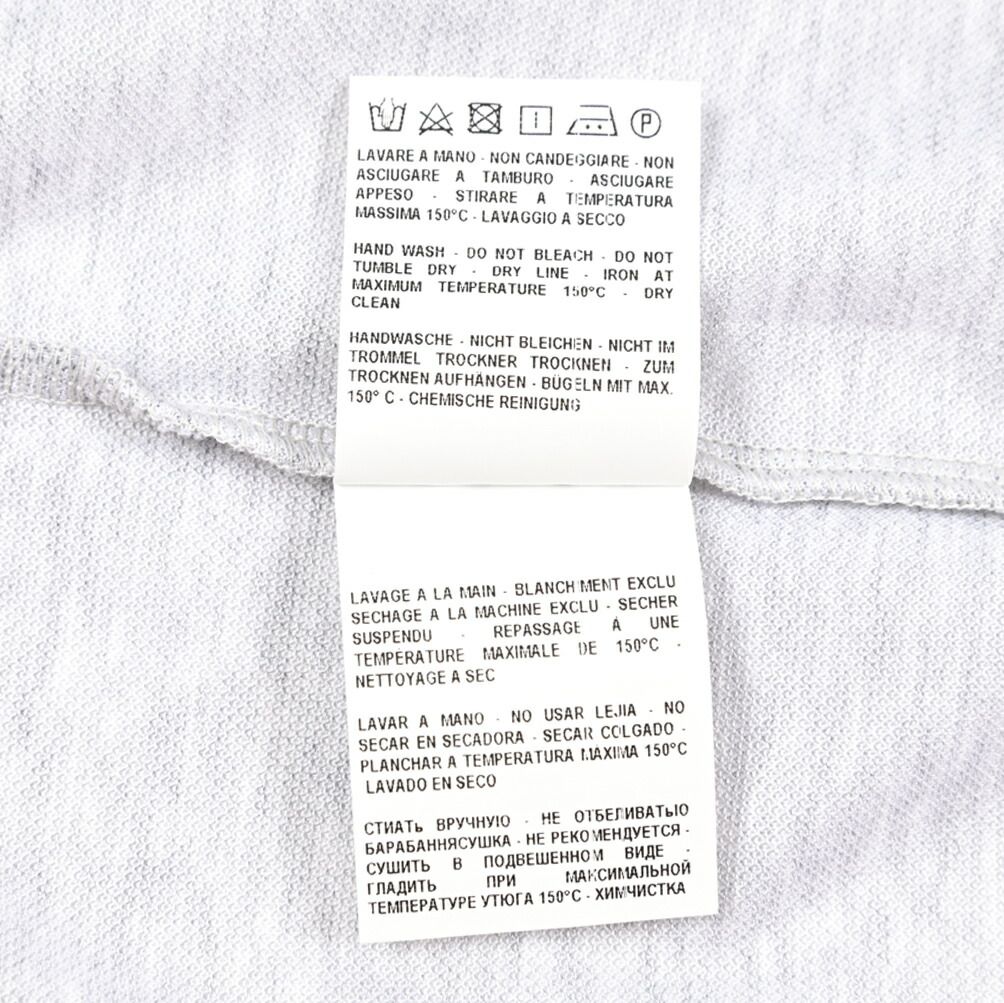 LAVARE A MANO - NON CANDEGGIARE - NON
ASCIUGARE A TAMBURO - ASCIUGARE
APPESO - STIRARE A TEMPERATURA
MASSIMA 150°C - LAVAGGIO A SECCO
HAND WASH - DO NOT BLEACH - DO NOT
TUMBLE DRY - DRY LINE - IRON AT
MAXIMUM TEMPERATURE 150°C - DRY
CLEAN
HANDWASCHE - NICHT BLEICHEN - NICHT IM
TROMMEL TROCKNER TROCKNEN - ZUM
TROCKNEN AUFHÄNGEN - BÜGELN MIT MAX.
150° C - CHEMISCHE REINIGUNG
LAVAGE A LA MAIN - BLANCHIMENT EXCLU
SECHAGE A LA MACHINE EXCLU - SECHER
SUSPENDU - REPASSAGE À UNE
TEMPÉRATURE MAXIMALE DE 150°C -
NETTOYAGE A SEC
LAVAR A MANO - NO USAR LEJIA - NO
SECAR EN SECADORA - SECAR COLGADO -
PLANCHAR A TEMPERATURA MAXIMA 150°C
LAVADO EN SECO
СТИАТЬ ВРУЧНУЮ - НЕ ОТБЕЛИВАТЬІО
БАРАБАННЯСУШКА - НЕ РЕКОМЕНДУЕТСЯ -
СУШИТЬ В ПОДВЕШЕННОМ ВИДЕ -
ГЛАДИТЬ ПРИ МАКСИМАЛЬНОЙ
ТЕМПЕРАТУРЕ УТЮГА 150°C - ХИМЧИСТКА